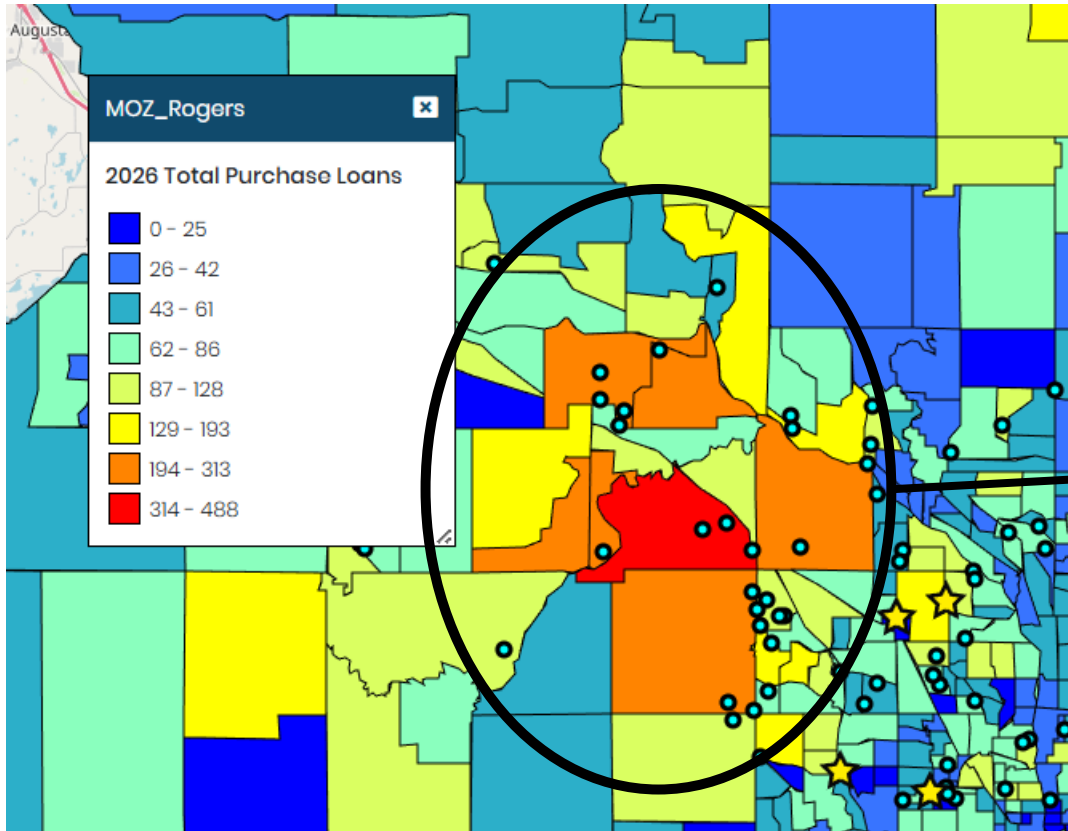 Augusta
MOZ_Rogers
2026 Total Purchase Loans
0 - 25
26 - 42
43 - 61
62 - 86
87 - 128
129 - 193
194 - 313
314 - 488